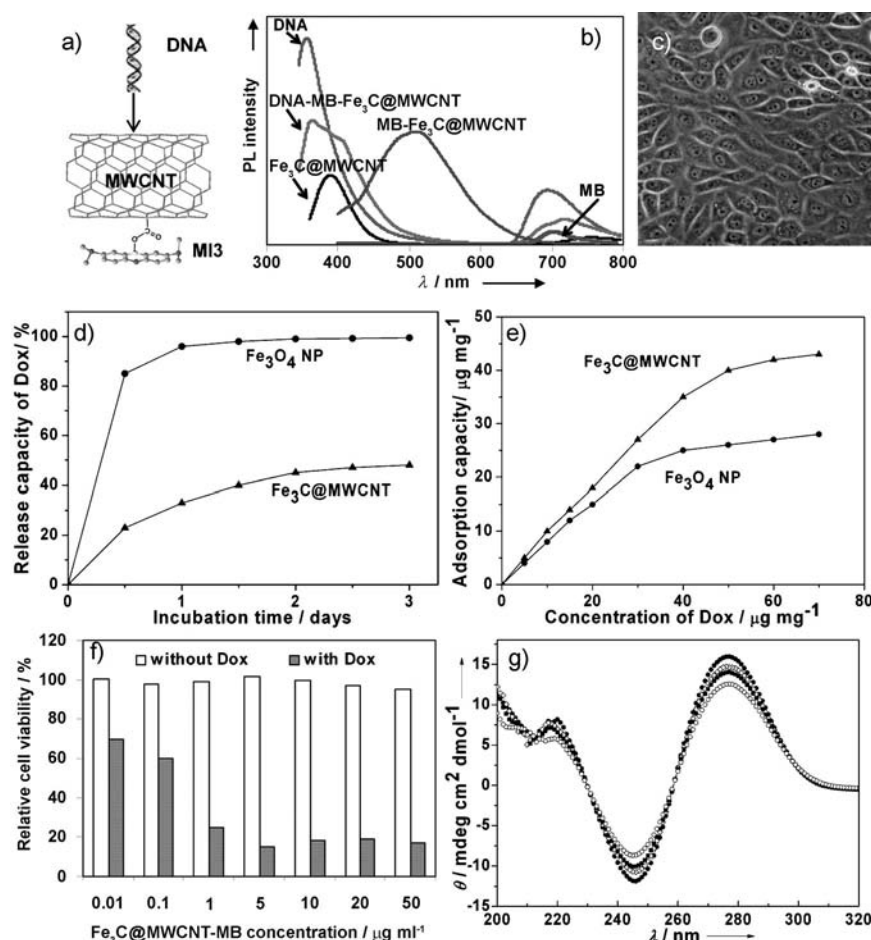 a)
DNA
MWCNT
MI3
b)
DNA
DNA-MB-Fe₃C@MWCNT
MB-Fe₃C@MWCNT
Fe₃C@MWCNT
MB
PL intensity
300 400 500 600 700 800
λ / nm
c)
d)
Release capacity of Dox/ %
100
80
60
40
20
0
Fe₃O₄ NP
Fe₃C@MWCNT
0 1 2 3
Incubation time / days
e)
Adsorption capacity/ μg mg⁻¹
50
40
30
20
10
0
Fe₃C@MWCNT
Fe₃O₄ NP
0 20 40 60 80
Concentration of Dox / μg mg⁻¹
f)
Relative cell viability / %
140
120
100
80
60
40
20
0
without Dox with Dox
0.01 0.1 1 5 10 20 50
Fe₃C@MWCNT-MB concentration / μg ml⁻¹
g)
θ / mdeg cm² dmol⁻¹
15
10
5
0
-5
-10
-15
200 220 240 260 280 300 320
λ / nm